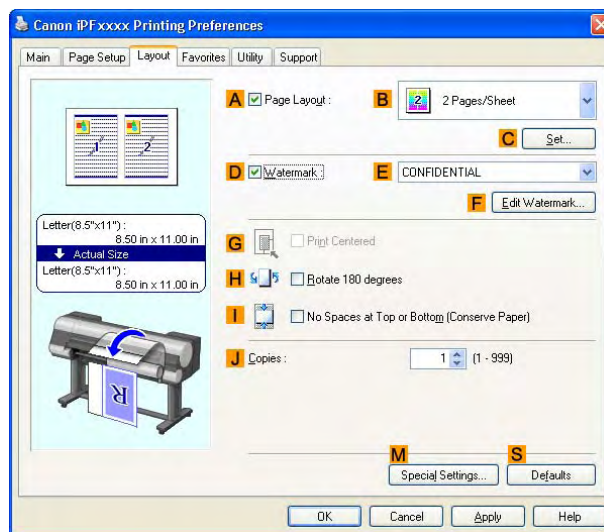 Canon iPFxxxx Printing Preferences
Main Page Setup Layout Favorites Utility Support
A Page Layout : B 2 2 Pages/Sheet
1 2
C Set...
D Watermark : E CONFIDENTIAL
F Edit Watermark...
Letter(8.5"x11") :
8.50 in x 11.00 in
Actual Size
Letter(8.5"x11") :
8.50 in x 11.00 in
G Print Centered
H Rotate 180 degrees
I No Spaces at Top or Bottom (Conserve Paper)
J Copies : 1 (1 - 999)
R
M S
Special Settings... Defaults
OK Cancel Apply Help